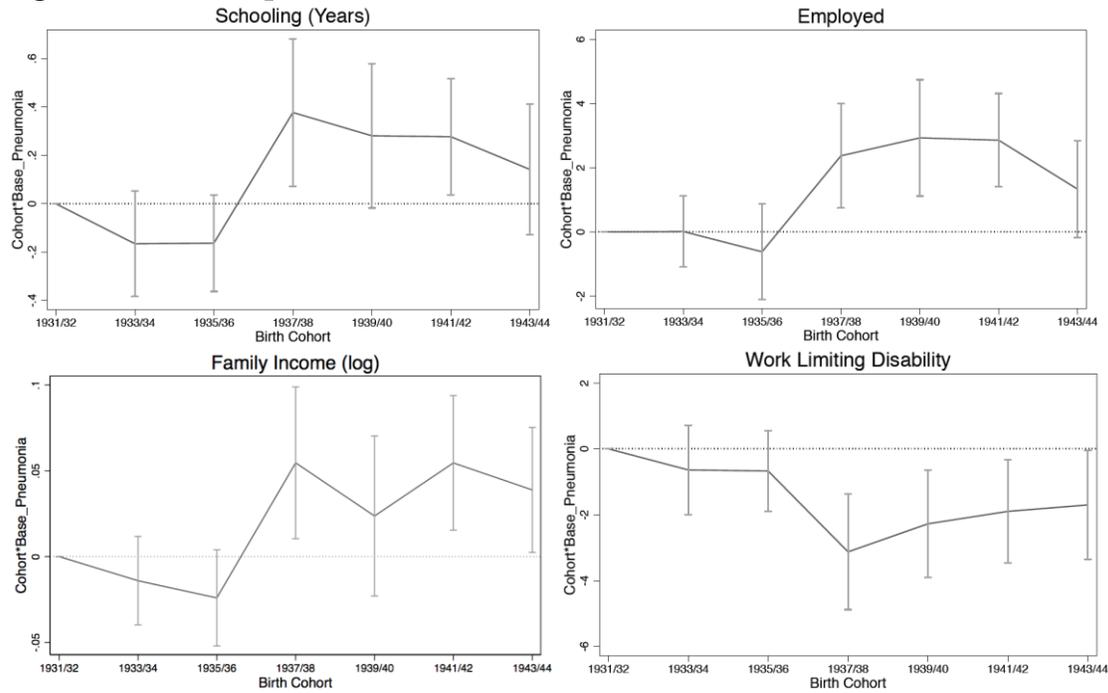 Schooling (Years)
Cohort*Base_Pneumonia
.6
.4
.2
0
-.2
-.4
1931/32 1933/34 1935/36 1937/38 1939/40 1941/42 1943/44
Birth Cohort
Employed
Cohort*Base_Pneumonia
6
4
2
0
-2
1931/32 1933/34 1935/36 1937/38 1939/40 1941/42 1943/44
Birth Cohort
Family Income (log)
Cohort*Base_Pneumonia
.1
.05
0
-.05
1931/32 1933/34 1935/36 1937/38 1939/40 1941/42 1943/44
Birth Cohort
Work Limiting Disability
Cohort*Base_Pneumonia
2
0
-2
-4
-6
1931/32 1933/34 1935/36 1937/38 1939/40 1941/42 1943/44
Birth Cohort